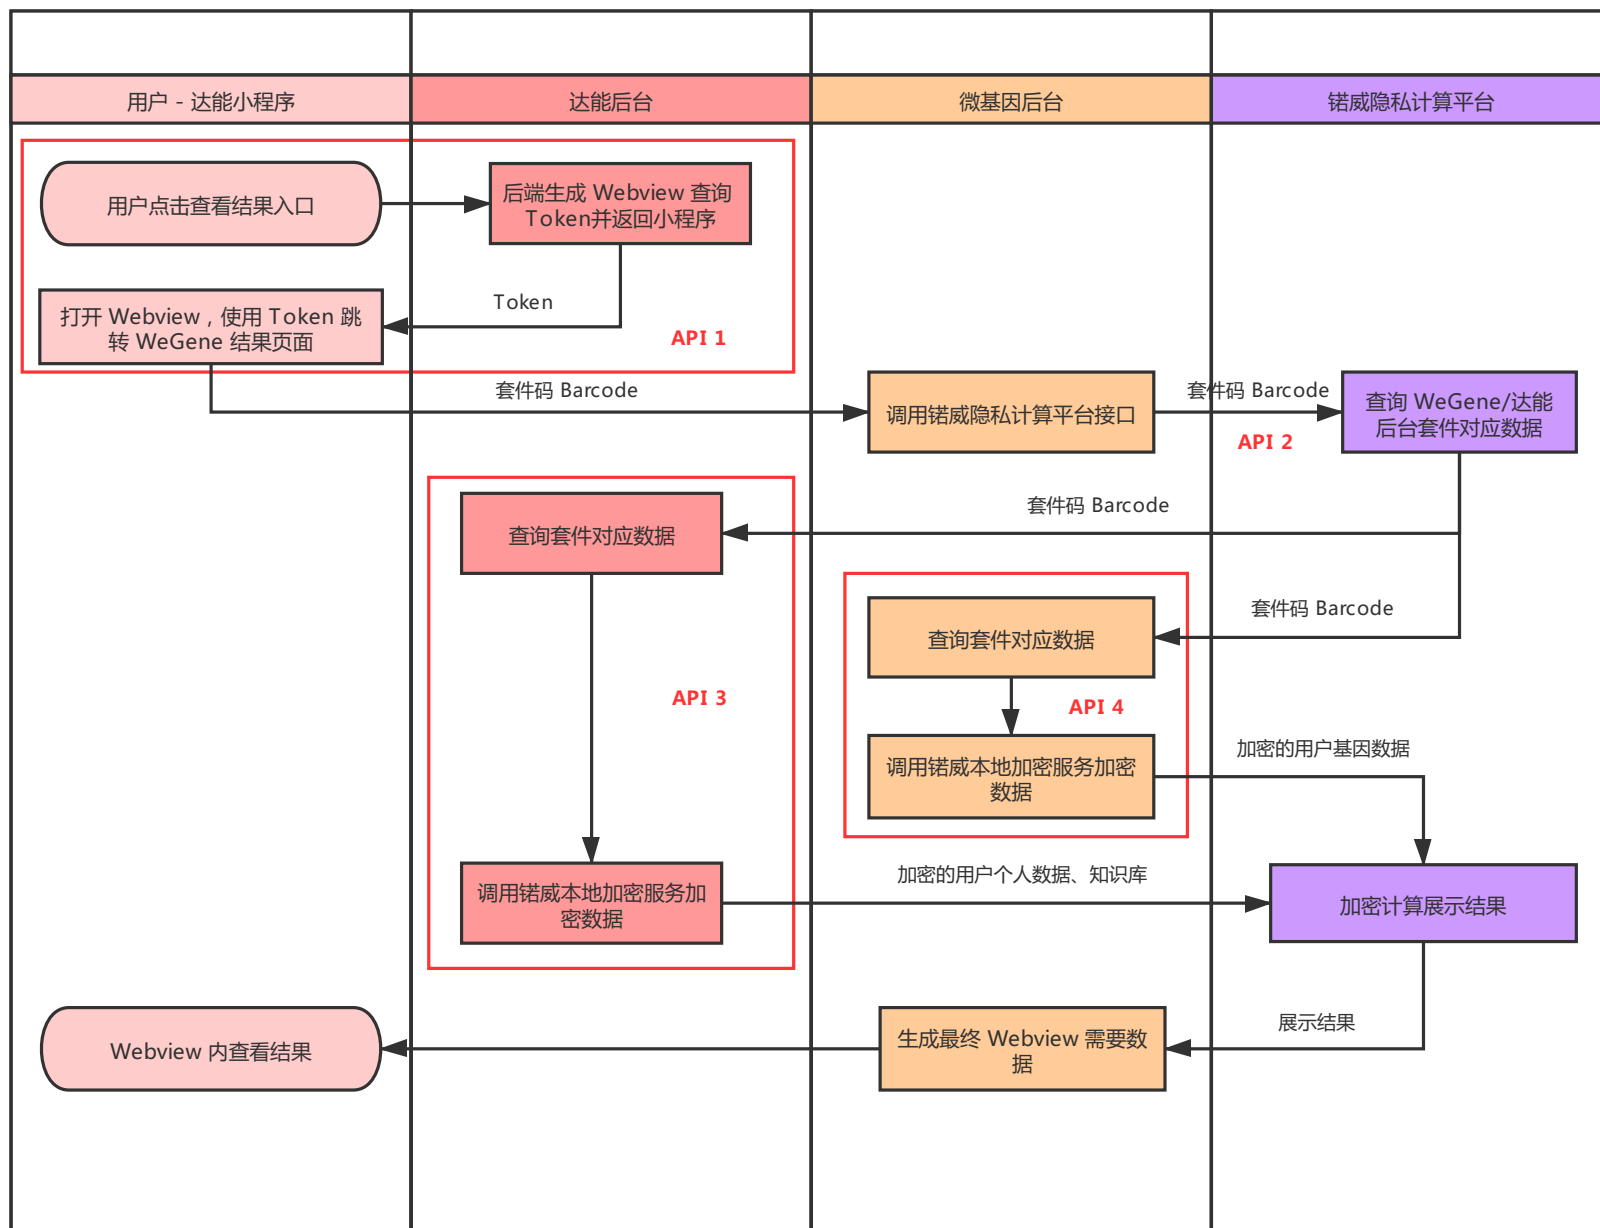 用户 - 达能小程序
达能后台
微基因后台
锘威隐私计算平台
用户点击查看结果入口
后端生成 Webview 查询
Token并返回小程序
Token
打开 Webview，使用 Token 跳
转 WeGene 结果页面
API 1
套件码 Barcode
调用锘威隐私计算平台接口
套件码 Barcode
API 2
查询 WeGene/达能
后台套件对应数据
套件码 Barcode
查询套件对应数据
套件码 Barcode
查询套件对应数据
API 3
API 4
调用锘威本地加密服务加密
数据
加密的用户基因数据
调用锘威本地加密服务加
密数据
加密的用户个人数据、知识库
加密计算展示结果
展示结果
生成最终 Webview 需要数
据
Webview 内查看结果